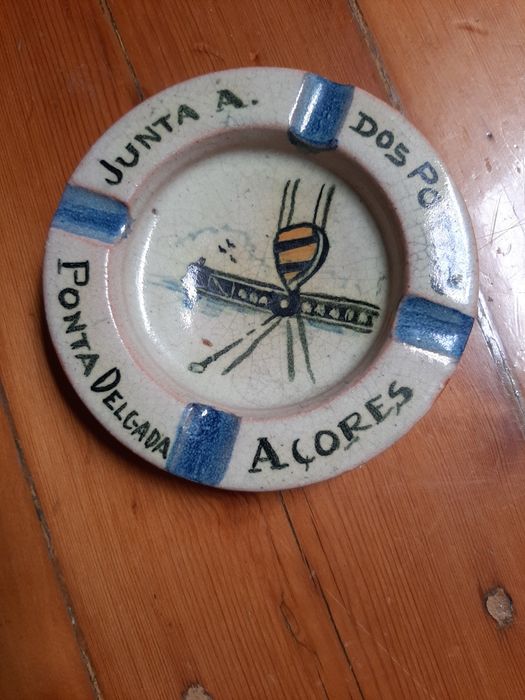 JUNTA A.
DOS PO
AÇORES
PONTA DELGADA